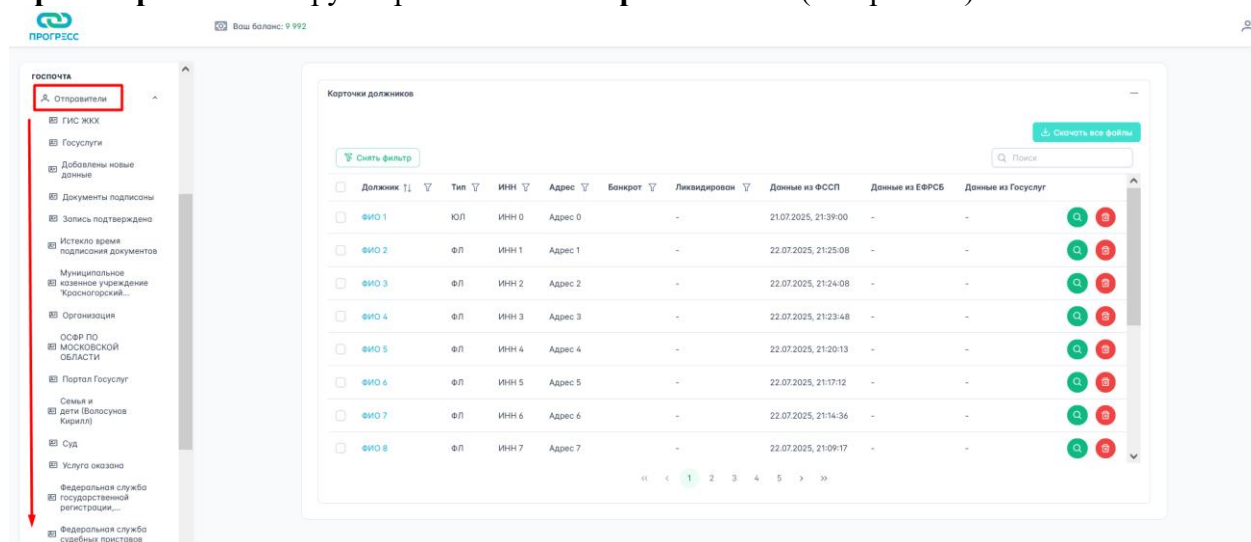 ПРОГРЕСС
Ваш баланс: 9 992
ГОСПОЧТА
Отправители
ГИС ЖКХ
Госуслуги
Добавлены новые
данные
Документы подписаны
Запись подтверждена
Истекло время
подписания документов
Муниципальное
казенное учреждение
'Красногорский...
Организация
ОСФР ПО
МОСКОВСКОЙ
ОБЛАСТИ
Портал Госуслуг
Семья и
дети (Волосунов
Кирилл)
Суд
Услуга оказана
Федеральная служба
государственной
регистрации,...
Федеральная служба
судебных приставов
Карточки должников
Скачать все файлы
Снять фильтр
Поиск
Должник Тип ИНН Адрес Банкрот Ликвидирован Данные из ФССП Данные из ЕФРСБ Данные из Госуслуг
ФИО 1 ЮЛ ИНН 0 Адрес 0 - 21.07.2025, 21:39:00 - -
ФИО 2 ФЛ ИНН 1 Адрес 1 - 22.07.2025, 21:25:08 - -
ФИО 3 ФЛ ИНН 2 Адрес 2 - 22.07.2025, 21:24:08 - -
ФИО 4 ФЛ ИНН 3 Адрес 3 - 22.07.2025, 21:23:48 - -
ФИО 5 ФЛ ИНН 4 Адрес 4 - 22.07.2025, 21:20:13 - -
ФИО 6 ФЛ ИНН 5 Адрес 5 - 22.07.2025, 21:17:12 - -
ФИО 7 ФЛ ИНН 6 Адрес 6 - 22.07.2025, 21:14:36 - -
ФИО 8 ФЛ ИНН 7 Адрес 7 - 22.07.2025, 21:09:17 - -
« ‹ 1 2 3 4 5 › »